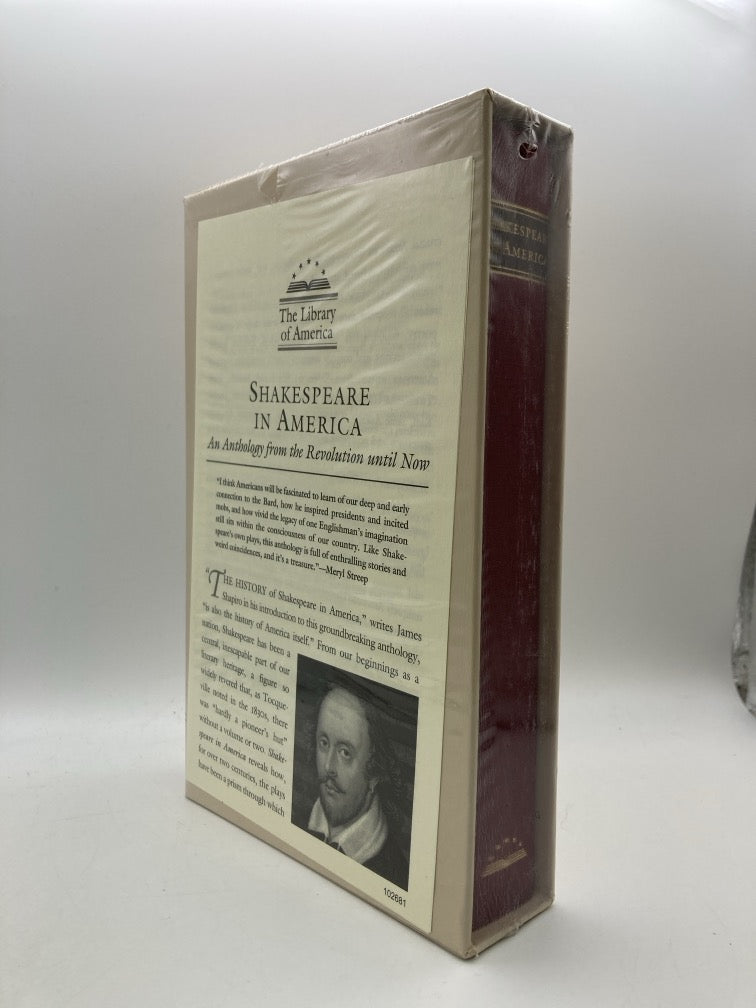 The Library
of America
SHAKESPEARE
IN AMERICA
An Anthology from the Revolution until Now
"I think Americans will be fascinated to learn of our deep and early
connection to the Bard, how he inspired presidents and incited
mobs, and how vivid the legacy of one Englishman's imagination
still sits within the consciousness of our country. Like Shake-
speare's own plays, this anthology is full of enthralling stories and
weird coincidences, and it's a treasure."—Meryl Streep
"THE HISTORY of Shakespeare in America," writes James
Shapiro in his introduction to this groundbreaking anthology,
"is also the history of America itself." From our beginnings as a
nation, Shakespeare has been a
central, inescapable part of our
literary heritage, a figure so
widely revered that, as Tocque-
ville noted in the 1830s, there
was "hardly a pioneer's hut"
without a volume or two. Shake-
speare in America reveals how,
for over two centuries, the plays
have been a prism through which
102681
KESPEA
AMERIC